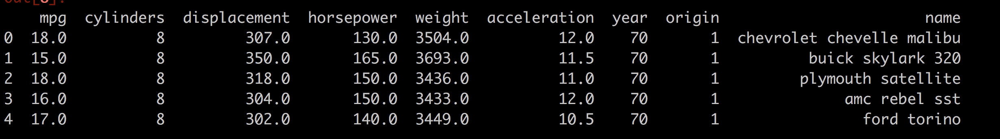 mpg cylinders displacement horsepower weight acceleration year origin name
0 18.0 8 307.0 130.0 3504.0 12.0 70 1 chevrolet chevelle malibu
1 15.0 8 350.0 165.0 3693.0 11.5 70 1 buick skylark 320
2 18.0 8 318.0 150.0 3436.0 11.0 70 1 plymouth satellite
3 16.0 8 304.0 150.0 3433.0 12.0 70 1 amc rebel sst
4 17.0 8 302.0 140.0 3449.0 10.5 70 1 ford torino